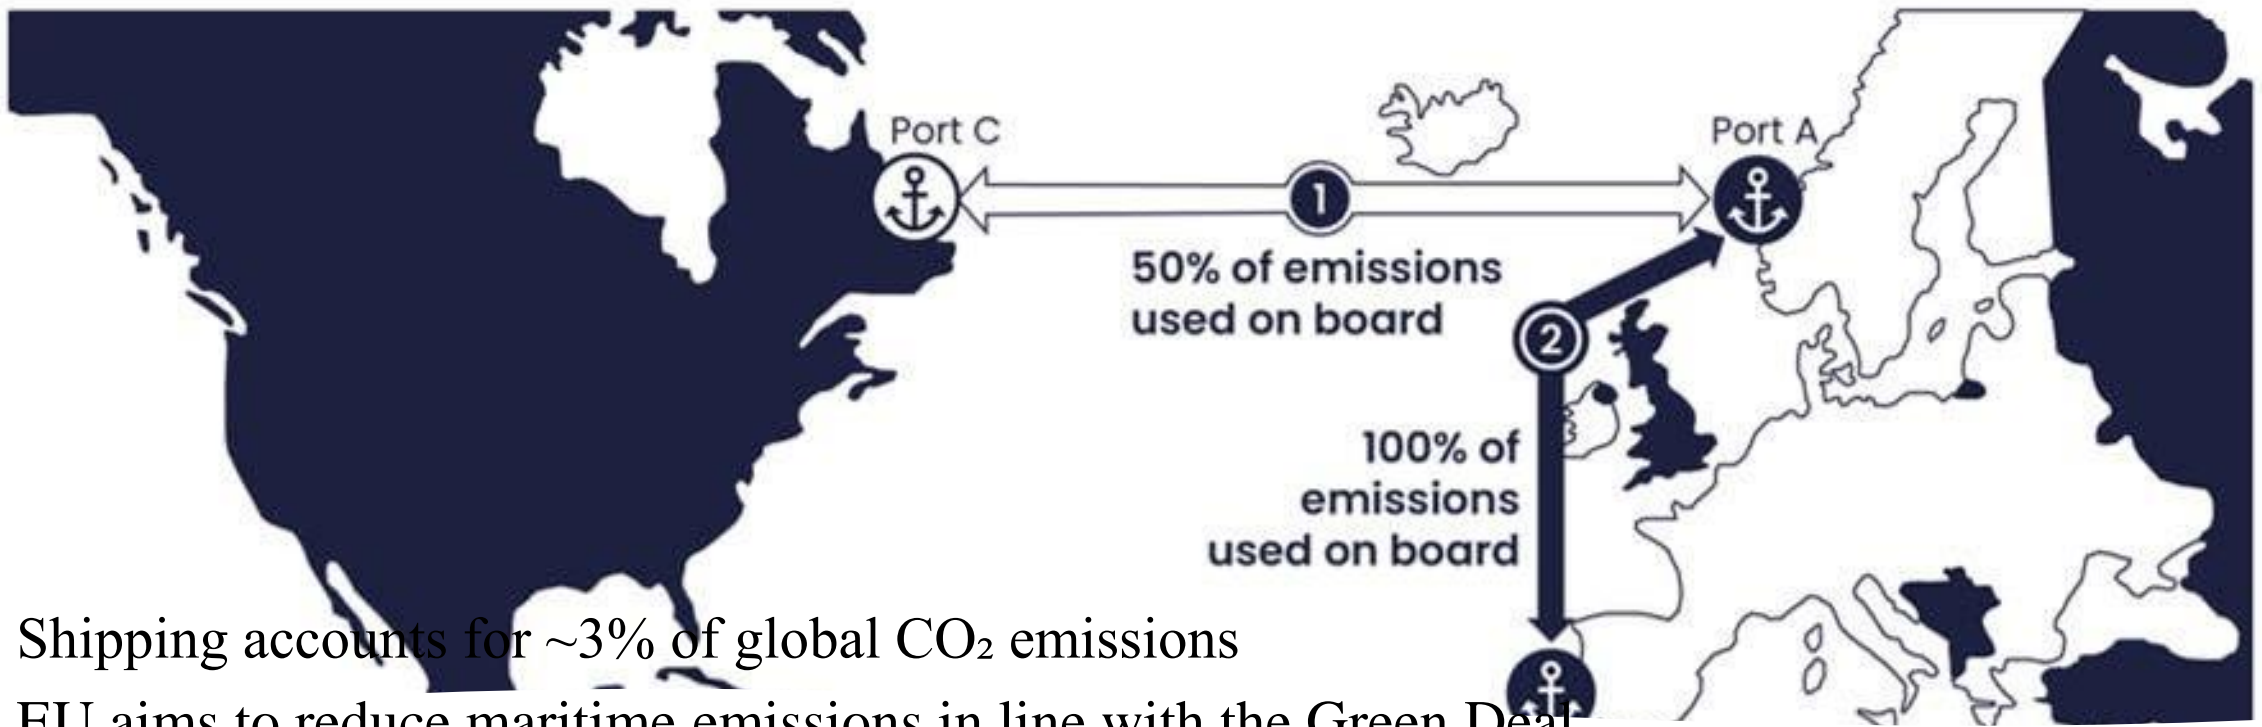 Port C
Port A
1
50% of emissions
used on board
2
100% of
emissions
used on board
Shipping accounts for ~3% of global CO₂ emissions
EU aims to reduce maritime emissions in line with the Green Deal